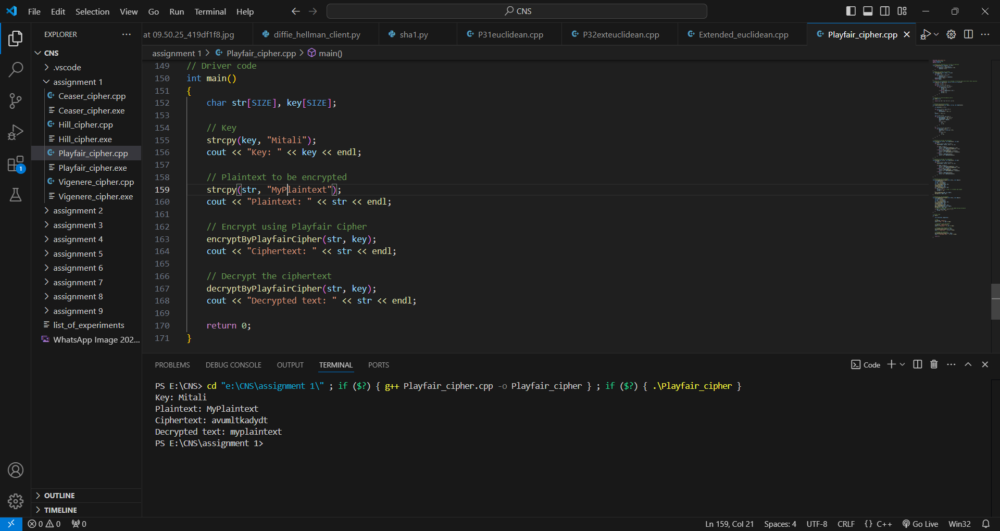 File Edit Selection View Go Run Terminal Help CNS
EXPLORER
at 09.50.25_419df1f8.jpg diffie_hellman_client.py sha1.py P31euclidean.cpp P32exteuclidean.cpp Extended_euclidean.cpp Playfair_cipher.cpp
CNS
.vscode
assignment 1
Ceaser_cipher.cpp
Ceaser_cipher.exe
Hill_cipher.cpp
Hill_cipher.exe
Playfair_cipher.cpp
Playfair_cipher.exe
Vigenere_cipher.cpp
Vigenere_cipher.exe
assignment 2
assignment 3
assignment 4
assignment 5
assignment 6
assignment 7
assignment 8
assignment 9
list_of_experiments
WhatsApp Image 202...
OUTLINE
TIMELINE
1
assignment 1 > Playfair_cipher.cpp > main()
149 // Driver code
150 int main()
151 {
152 char str[SIZE], key[SIZE];
153
154 // Key
155 strcpy(key, "Mitali");
156 cout << "Key: " << key << endl;
157
158 // Plaintext to be encrypted
159 strcpy(str, "MyPlaintext");
160 cout << "Plaintext: " << str << endl;
161
162 // Encrypt using Playfair Cipher
163 encryptByPlayfairCipher(str, key);
164 cout << "Ciphertext: " << str << endl;
165
166 // Decrypt the ciphertext
167 decryptByPlayfairCipher(str, key);
168 cout << "Decrypted text: " << str << endl;
169
170 return 0;
171 }
PROBLEMS DEBUG CONSOLE OUTPUT TERMINAL PORTS Code
PS E:\CNS> cd "e:\CNS\assignment 1\" ; if ($?) { g++ Playfair_cipher.cpp -o Playfair_cipher } ; if ($?) { .\Playfair_cipher }
Key: Mitali
Plaintext: MyPlaintext
Ciphertext: avumltkadydt
Decrypted text: myplaintext
PS E:\CNS\assignment 1>
0 0 0 Ln 159, Col 21 Spaces: 4 UTF-8 CRLF {} C++ Go Live Win32